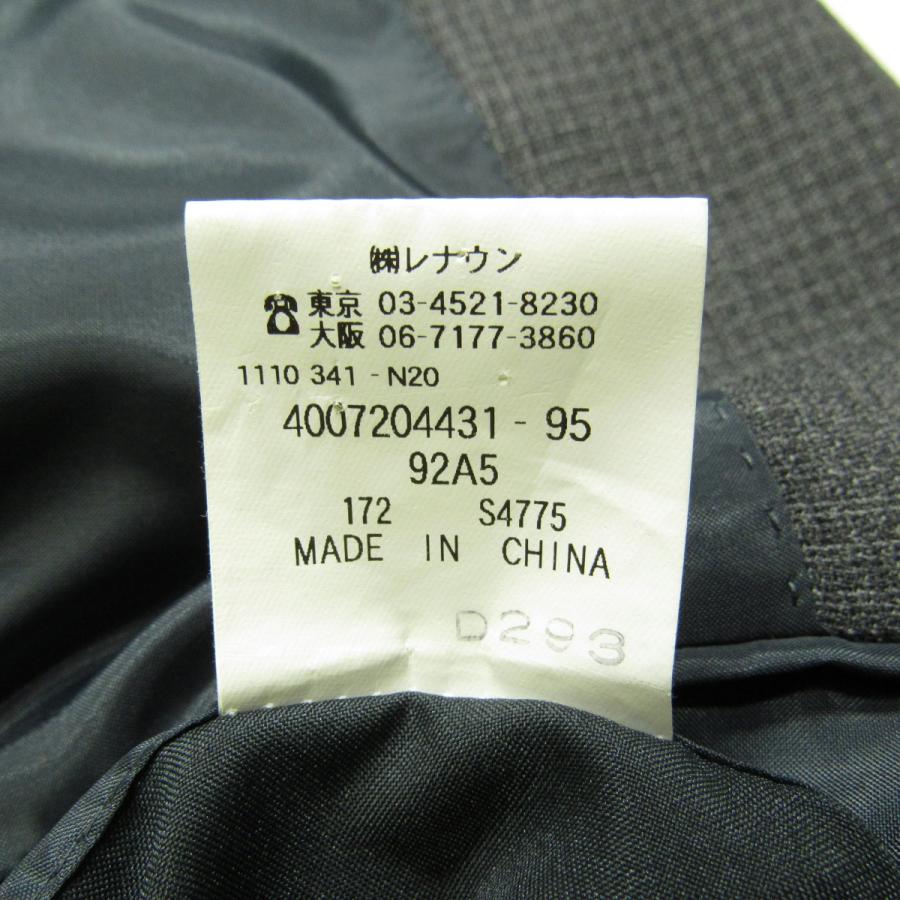 ㈱レナウン
☎東京 03-4521-8230
大阪 06-7177-3860
1110 341 - N20
4007204431 - 95
92A5
172 S4775
MADE IN CHINA
D293